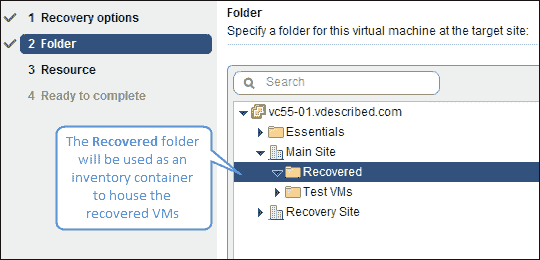 1 Recovery options
2 Folder
3 Resource
4 Ready to complete
The Recovered folder
will be used as an
inventory container
to house the
recovered VMs
Folder
Specify a folder for this virtual machine at the target site:
Search
vc55-01.vdescribed.com
Essentials
Main Site
Recovered
Test VMs
Recovery Site